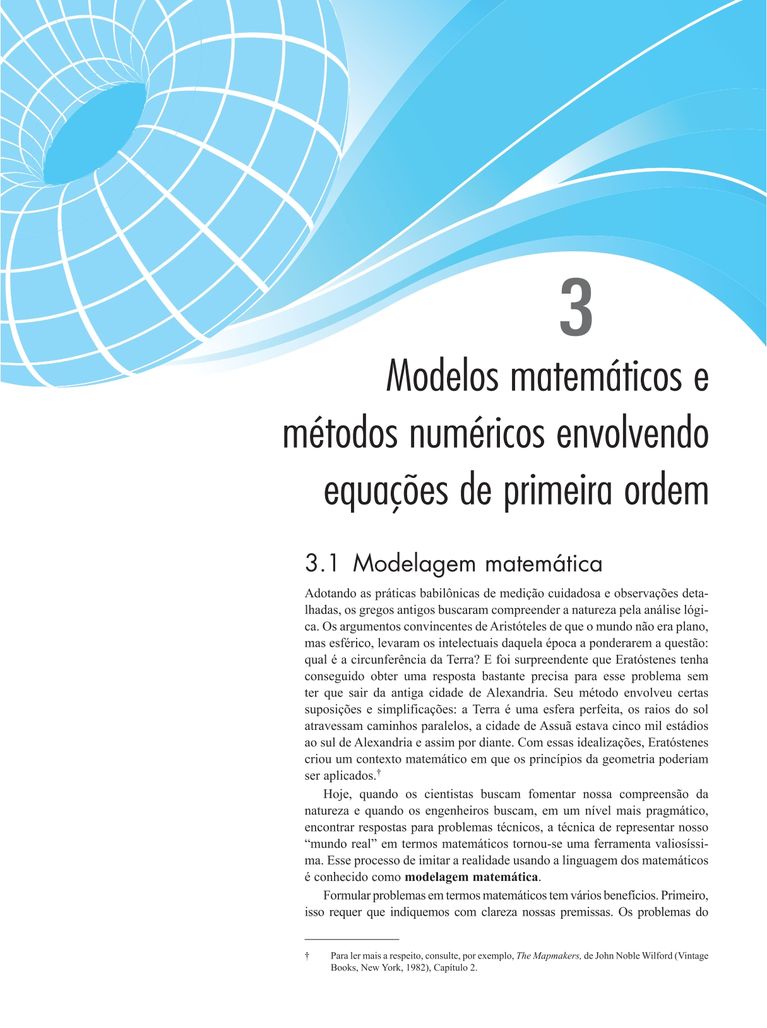 3
Modelos matemáticos e
métodos numéricos envolvendo
equações de primeira ordem
3.1 Modelagem matemática
Adotando as práticas babilônicas de medição cuidadosa e observações deta-
lhadas, os gregos antigos buscaram compreender a natureza pela análise lógi-
ca. Os argumentos convincentes de Aristóteles de que o mundo não era plano,
mas esférico, levaram os intelectuais daquela época a ponderarem a questão:
qual é a circunferência da Terra? E foi surpreendente que Eratóstenes tenha
conseguido obter uma resposta bastante precisa para esse problema sem
ter que sair da antiga cidade de Alexandria. Seu método envolveu certas
suposições e simplificações: a Terra é uma esfera perfeita, os raios do sol
atravessam caminhos paralelos, a cidade de Assuã estava cinco mil estádios
ao sul de Alexandria e assim por diante. Com essas idealizações, Eratóstenes
criou um contexto matemático em que os princípios da geometria poderiam
ser aplicados.†
Hoje, quando os cientistas buscam fomentar nossa compreensão da
natureza e quando os engenheiros buscam, em um nível mais pragmático,
encontrar respostas para problemas técnicos, a técnica de representar nosso
“mundo real” em termos matemáticos tornou-se uma ferramenta valiosíssi-
ma. Esse processo de imitar a realidade usando a linguagem dos matemáticos
é conhecido como modelagem matemática.
Formular problemas em termos matemáticos tem vários benefícios. Primeiro,
isso requer que indiquemos com clareza nossas premissas. Os problemas do
† Para ler mais a respeito, consulte, por exemplo, The Mapmakers, de John Noble Wilford (Vintage
Books, New York, 1982), Capítulo 2.